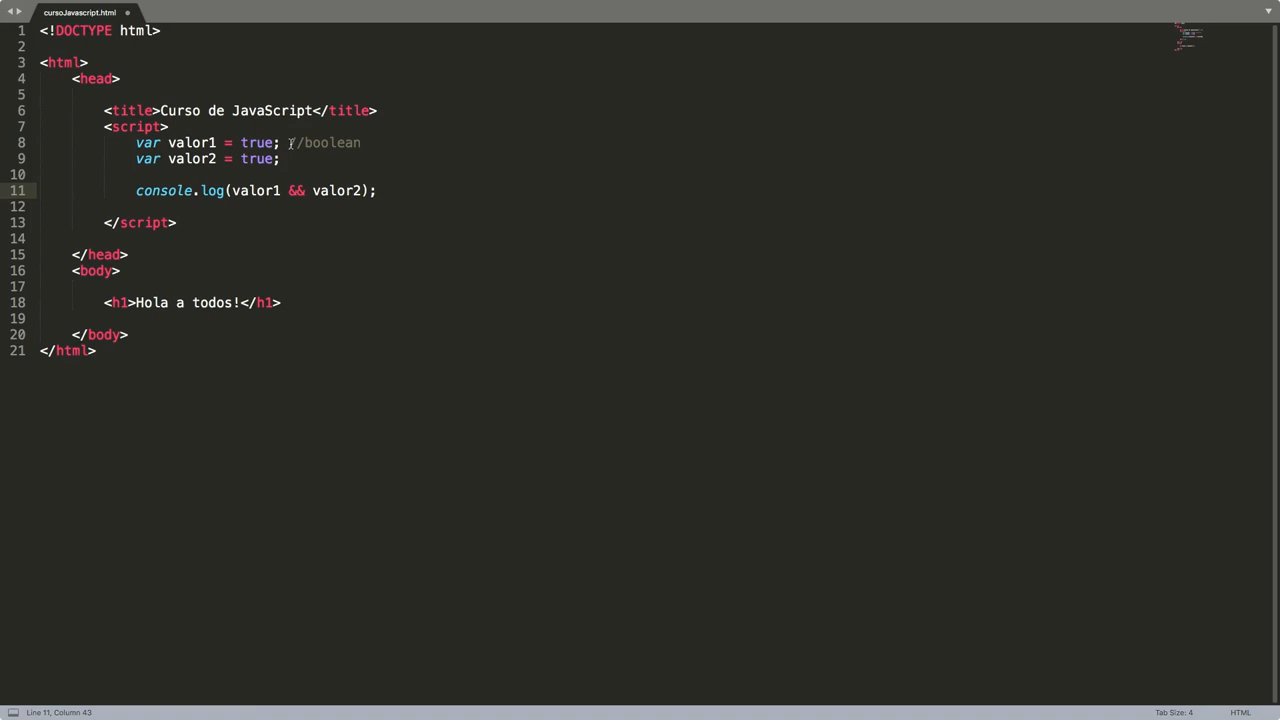 cursoJavascript.html
1 <!DOCTYPE html>
2
3 <html>
4 <head>
5
6 <title>Curso de JavaScript</title>
7 <script>
8 var valor1 = true; //boolean
9 var valor2 = true;
10
11 console.log(valor1 && valor2);
12
13 </script>
14
15 </head>
16 <body>
17
18 <h1>Hola a todos!</h1>
19
20 </body>
21 </html>
Line 11, Column 43 Tab Size: 4 HTML